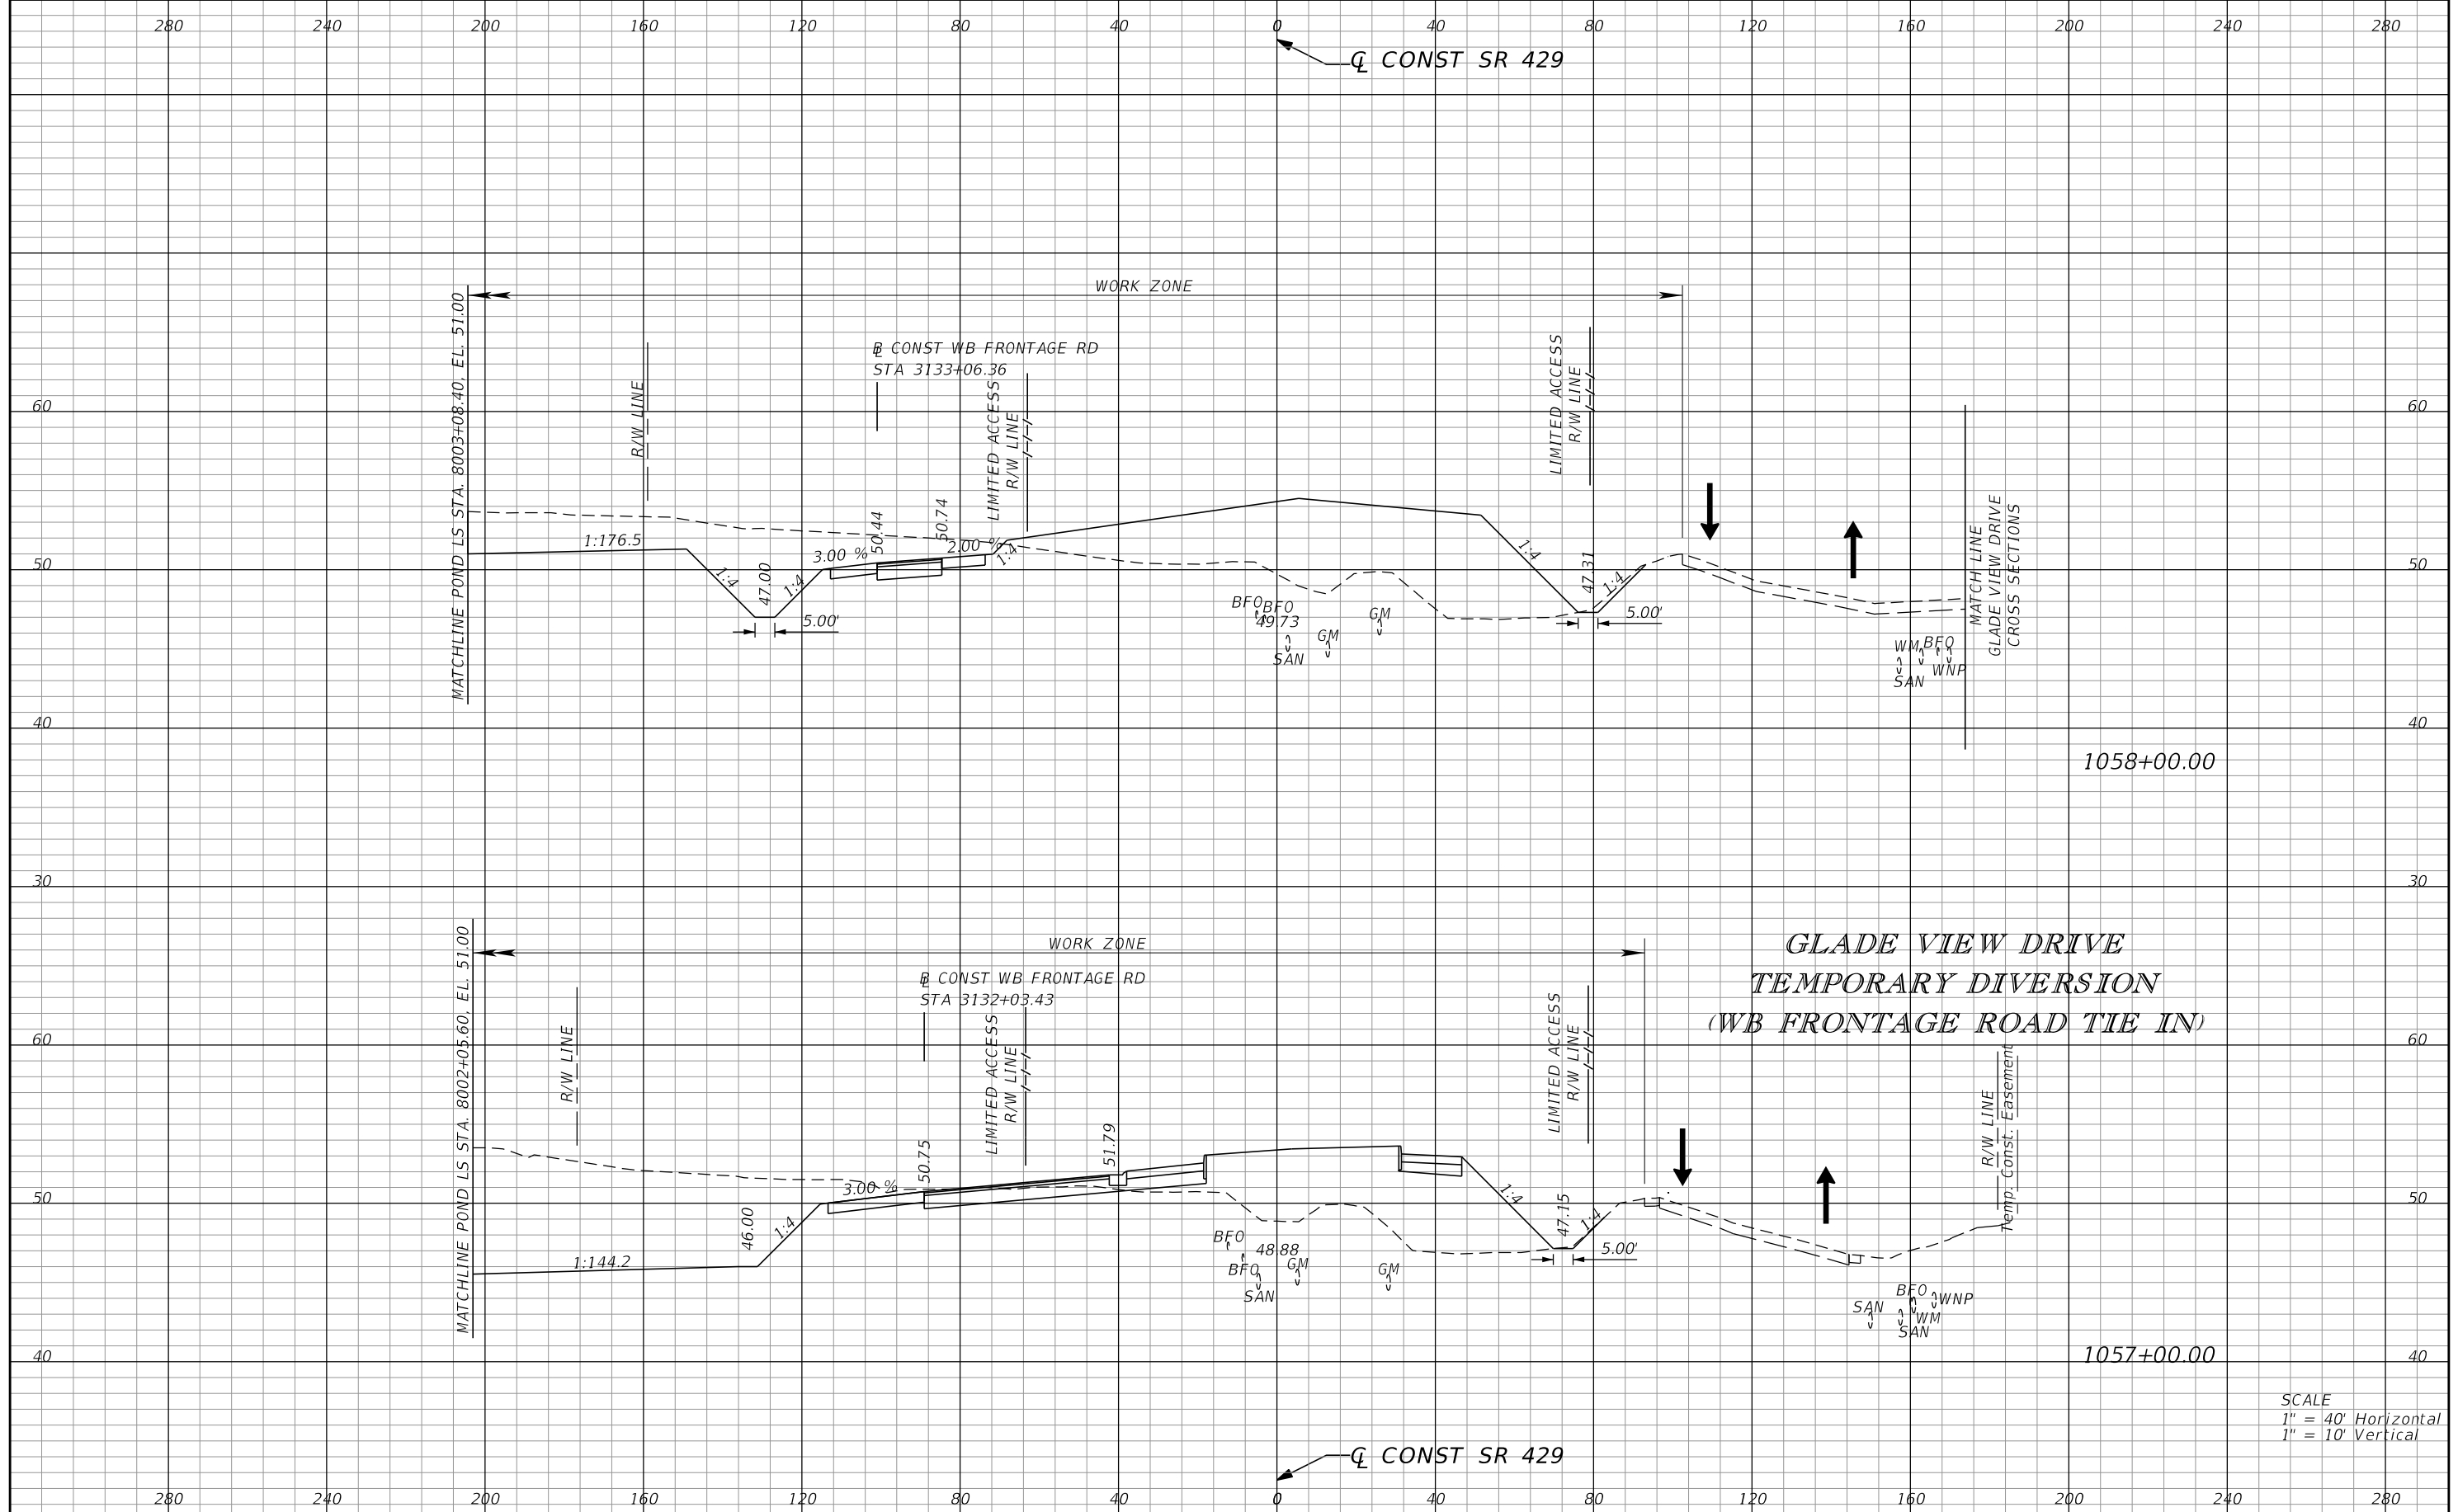 280 240 200 160 120 80 40 0 40 80 120 160 200 240 280
℄ CONST SR 429
WORK ZONE
MATCHLINE POND LS STA. 8003+08.40, EL. 51.00
R/W LINE
BL CONST WB FRONTAGE RD
STA 3133+06.36
LIMITED ACCESS
R/W LINE
LIMITED ACCESS
R/W LINE
60 60
1:176.5
1:4
47.00
1:4
5.00'
3.00 %
50.44
50.74
2.00 %
1:4
1:4
47.31
1:4
5.00'
50 50
BFO
BFO
49.73
SAN
GM
GM
WM
BFO
SAN
WNP
MATCH LINE
GLADE VIEW DRIVE
CROSS SECTIONS
40 40
1058+00.00
30 30
WORK ZONE
GLADE VIEW DRIVE
TEMPORARY DIVERSION
(WB FRONTAGE ROAD TIE IN)
MATCHLINE POND LS STA. 8002+05.60, EL. 51.00
R/W LINE
BL CONST WB FRONTAGE RD
STA 3132+03.43
LIMITED ACCESS
R/W LINE
LIMITED ACCESS
R/W LINE
R/W LINE
Temp. Const. Easement
60 60
1:144.2
46.00
1:4
3.00 %
50.75
51.79
1:4
47.15
1:4
5.00'
50 50
BFO
48.88
BFO
SAN
GM
GM
SAN
BFO
WNP
WM
SAN
40 40
1057+00.00
SCALE
1" = 40' Horizontal
1" = 10' Vertical
℄ CONST SR 429
280 240 200 160 120 80 40 0 40 80 120 160 200 240 280